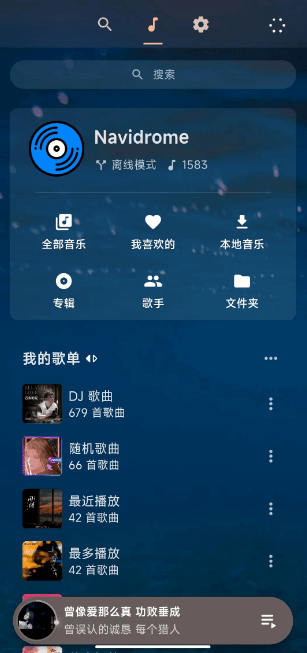 搜索
Navidrome
离线模式 1583
全部音乐 我喜欢的 本地音乐
专辑 歌手 文件夹
我的歌单
DJ 歌曲
679 首歌曲
随机歌曲
66 首歌曲
最近播放
42 首歌曲
最多播放
42 首歌曲
曾像爱那么真 功败垂成
曾误认的诚恳 每个猎人